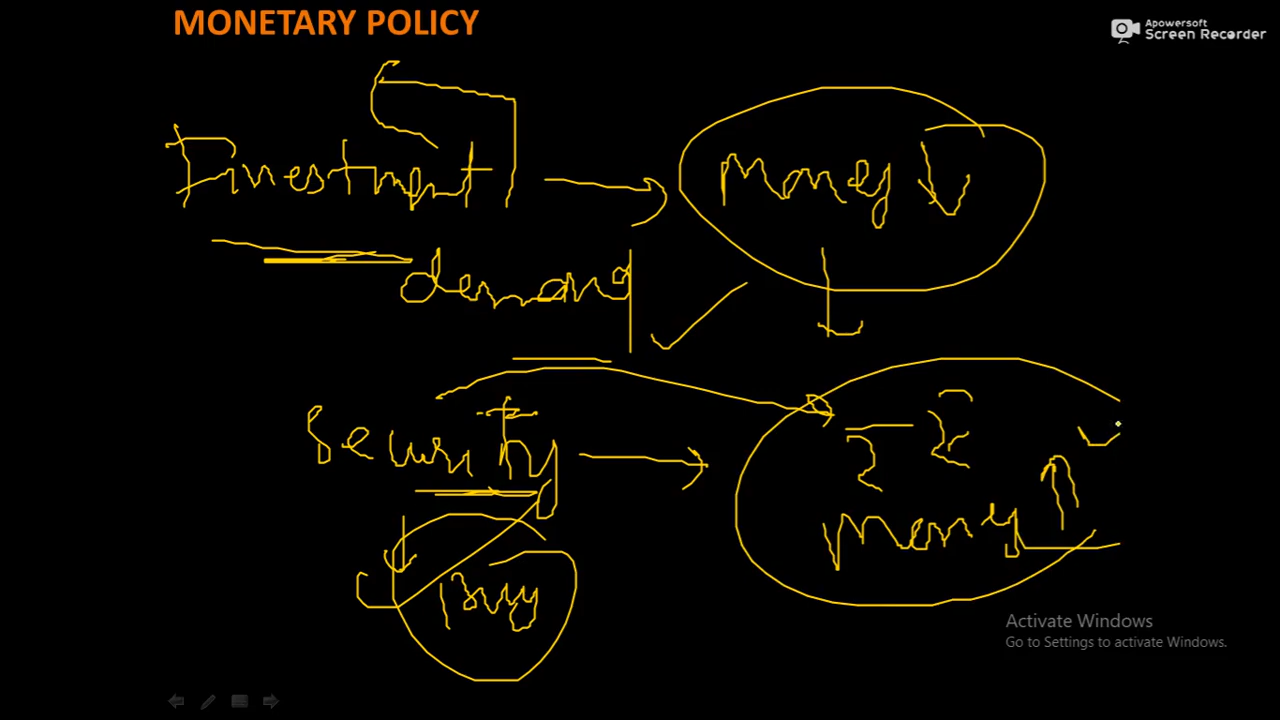 MONETARY POLICY
Apowersoft
Screen Recorder
Investment
money
demand
Security
money
Buy
Activate Windows
Go to Settings to activate Windows.